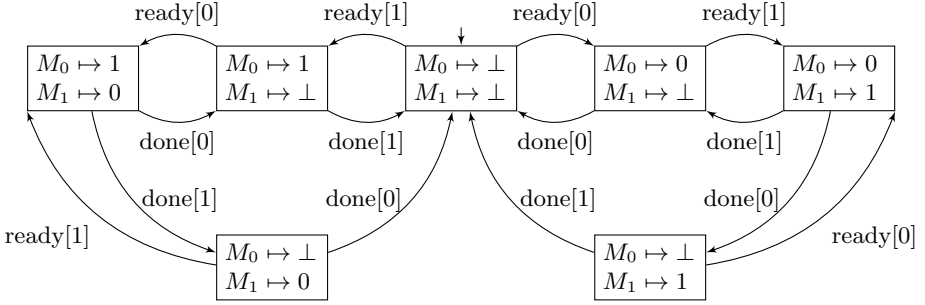 ready[0]
ready[1]
ready[0]
ready[1]
M₀ ↦ 1
M₁ ↦ 0
M₀ ↦ 1
M₁ ↦ ⊥
M₀ ↦ ⊥
M₁ ↦ ⊥
M₀ ↦ 0
M₁ ↦ ⊥
M₀ ↦ 0
M₁ ↦ 1
done[0]
done[1]
done[0]
done[1]
done[1]
done[0]
done[1]
done[0]
ready[1]
ready[0]
M₀ ↦ ⊥
M₁ ↦ 0
M₀ ↦ ⊥
M₁ ↦ 1